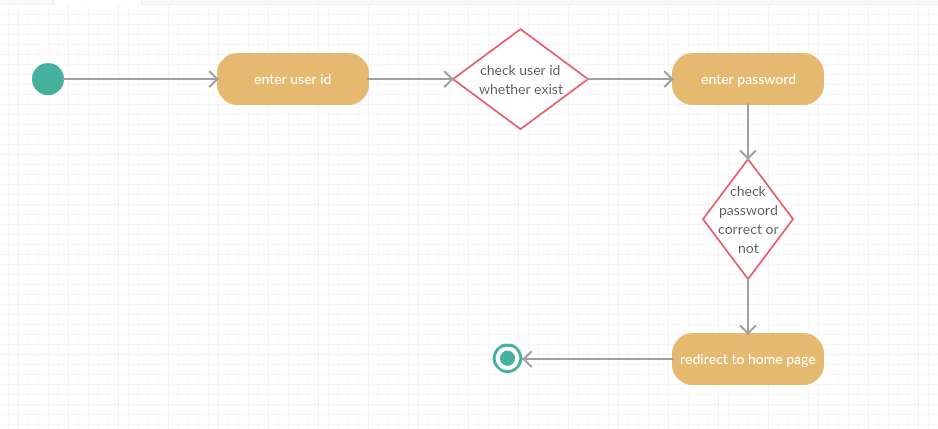 enter user id
check user id
whether exist
enter password
check
password
correct or
not
redirect to home page